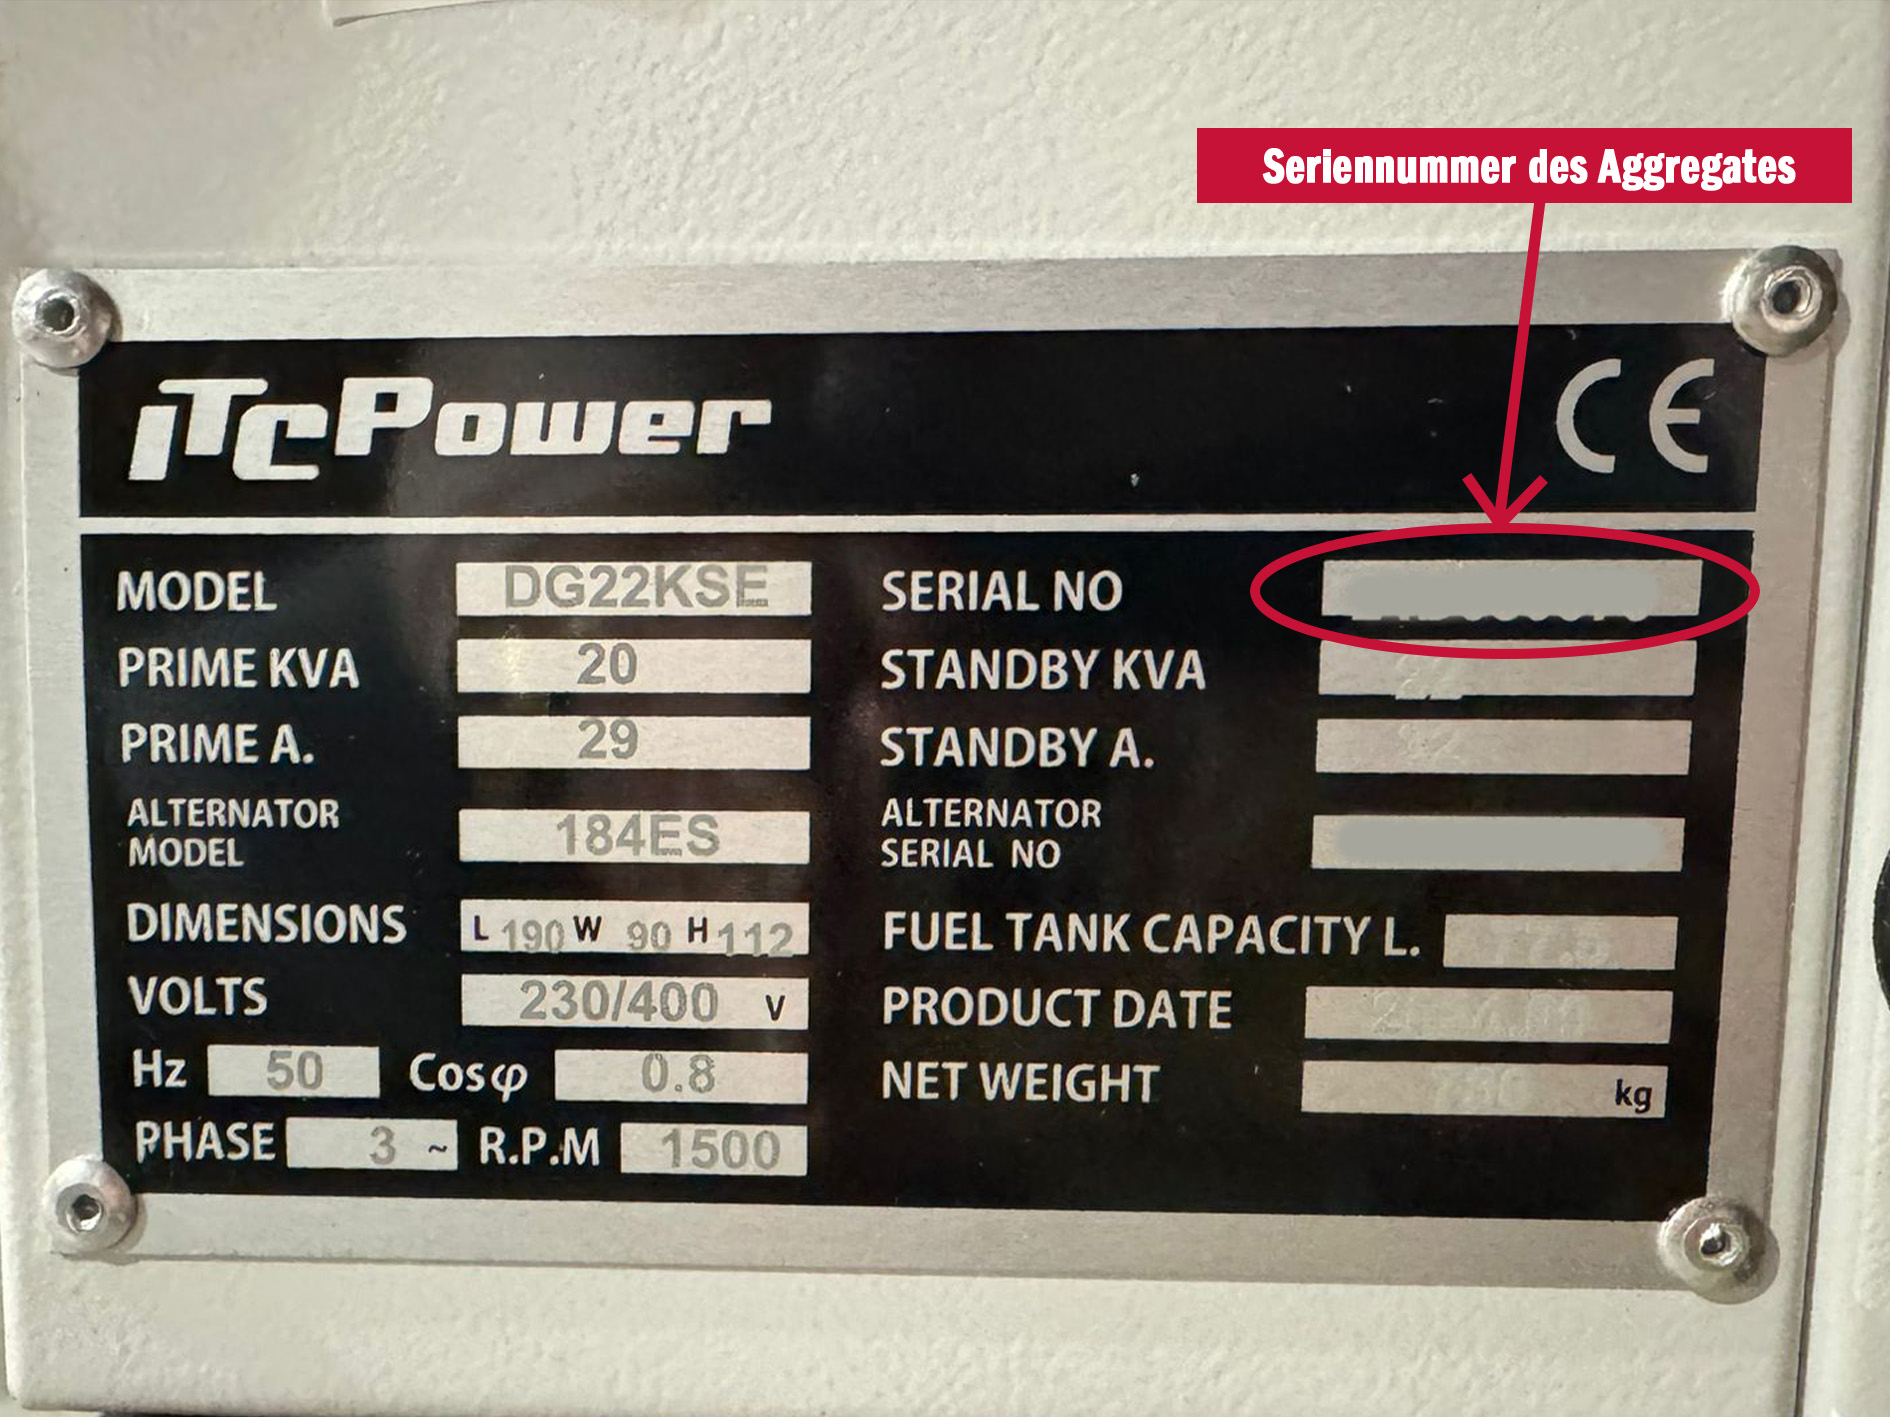 Seriennummer des Aggregates
iTCPower CE
MODEL DG22KSE
PRIME KVA 20
PRIME A. 29
ALTERNATOR
MODEL 184ES
DIMENSIONS L 190 W 90 H 112
VOLTS 230/400 V
Hz 50 Cosφ 0.8
PHASE 3 ~ R.P.M 1500
SERIAL NO
STANDBY KVA 22
STANDBY A.
ALTERNATOR
SERIAL NO
FUEL TANK CAPACITY L.
PRODUCT DATE
NET WEIGHT kg